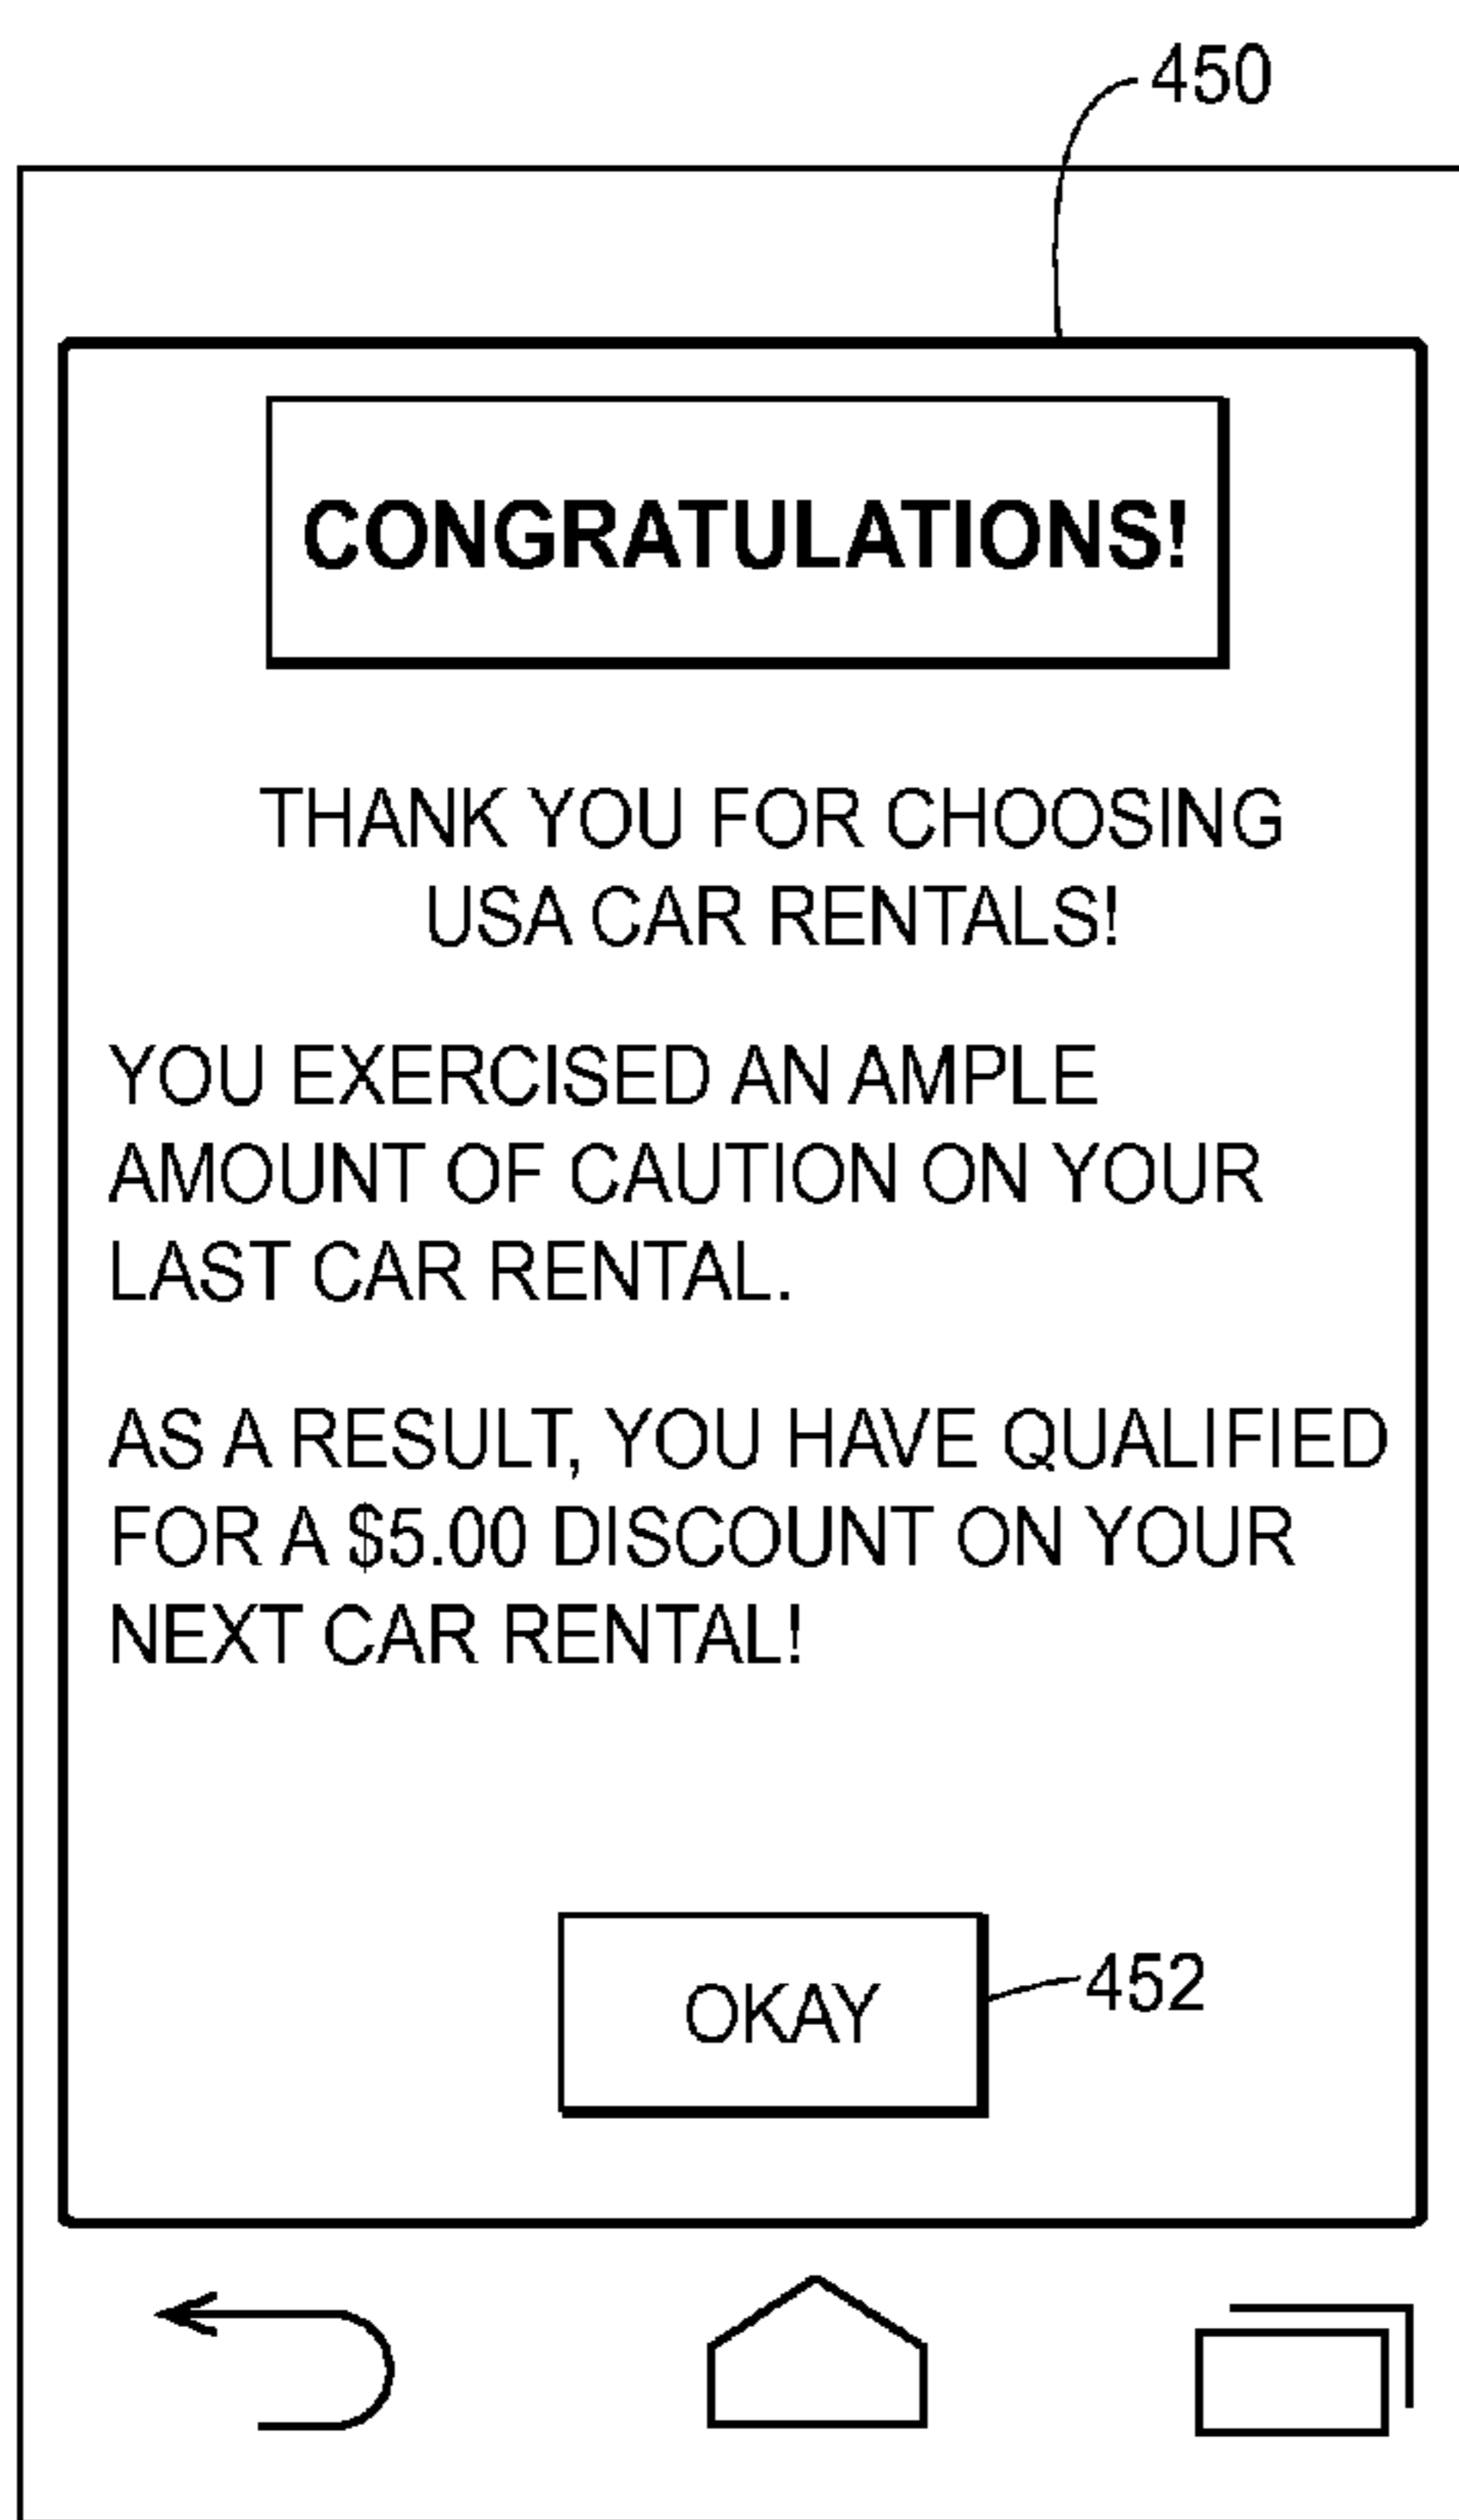 450
CONGRATULATIONS!
THANK YOU FOR CHOOSING
USA CAR RENTALS!
YOU EXERCISED AN AMPLE
AMOUNT OF CAUTION ON YOUR
LAST CAR RENTAL.
AS A RESULT, YOU HAVE QUALIFIED
FOR A $5.00 DISCOUNT ON YOUR
NEXT CAR RENTAL!
OKAY
452